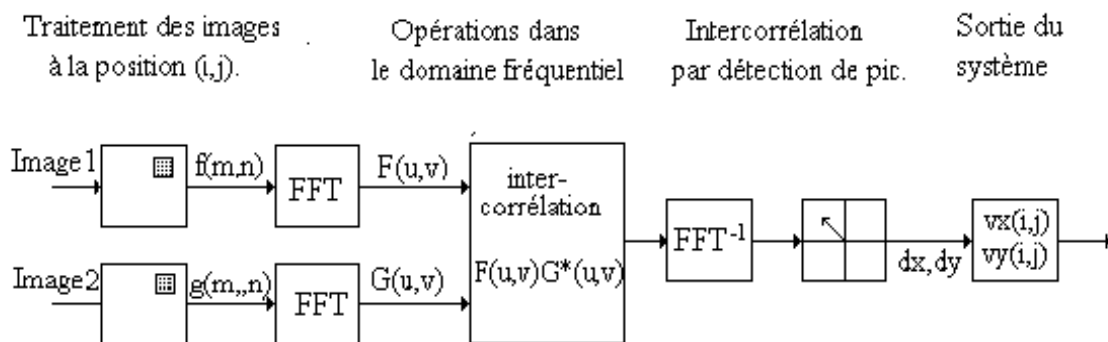 Traitement des images
à la position (i,j).
Opérations dans
le domaine fréquentiel
Intercorrélation
par détection de pic.
Sortie du
système
Image1
f(m,n)
FFT
F(u,v)
Image2
g(m,,n)
FFT
G(u,v)
inter-
corrélation
F(u,v)G*(u,v)
FFT⁻¹
dx,dy
vx(i,j)
vy(i,j)